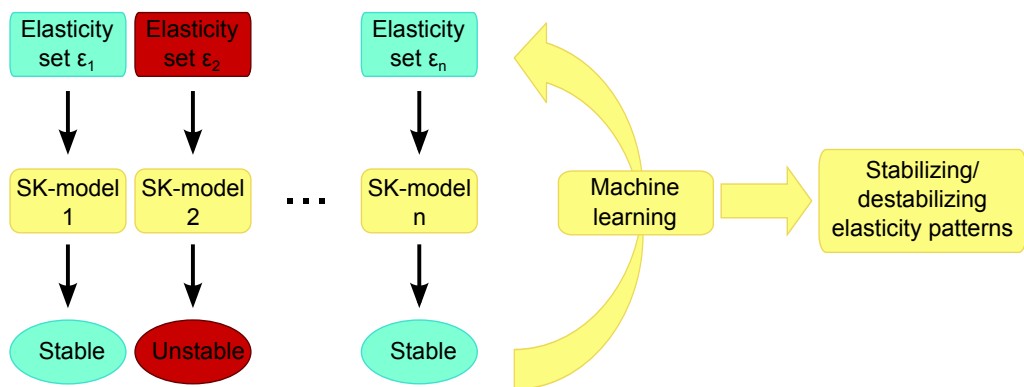 Elasticity
set ε1
Elasticity
set ε2
Elasticity
set εn
SK-model
1
SK-model
2
...
SK-model
n
Machine
learning
Stabilizing/
destabilizing
elasticity patterns
Stable
Unstable
Stable